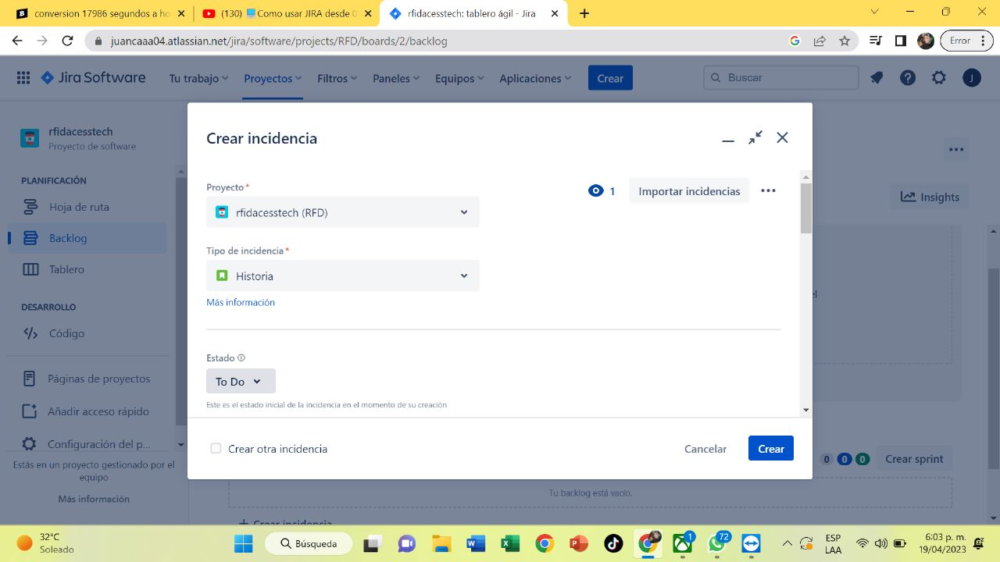 conversion 17986 segundos a ho
(130) Como usar JIRA desde 0
rfidacesstech: tablero ágil - Jira
juancaaa04.atlassian.net/jira/software/projects/RFD/boards/2/backlog
Error
Jira Software
Tu trabajo
Proyectos
Filtros
Paneles
Equipos
Aplicaciones
Crear
Buscar
J
rfidacesstech
Proyecto de software
PLANIFICACIÓN
Hoja de ruta
Backlog
Tablero
DESARROLLO
Código
Páginas de proyectos
Añadir acceso rápido
Configuración del p...
Estás en un proyecto gestionado por el
equipo
Más información
Crear incidencia
Proyecto*
1
Importar incidencias
rfidacesstech (RFD)
Tipo de incidencia*
Historia
Más información
Estado
To Do
Este es el estado inicial de la incidencia en el momento de su creación
Crear otra incidencia
Cancelar
Crear
Insights
el
0 0 0
Crear sprint
Tu backlog está vacío.
+ Crear incidencia
32°C
Soleado
Búsqueda
1
72
ESP
LAA
6:03 p. m.
19/04/2023